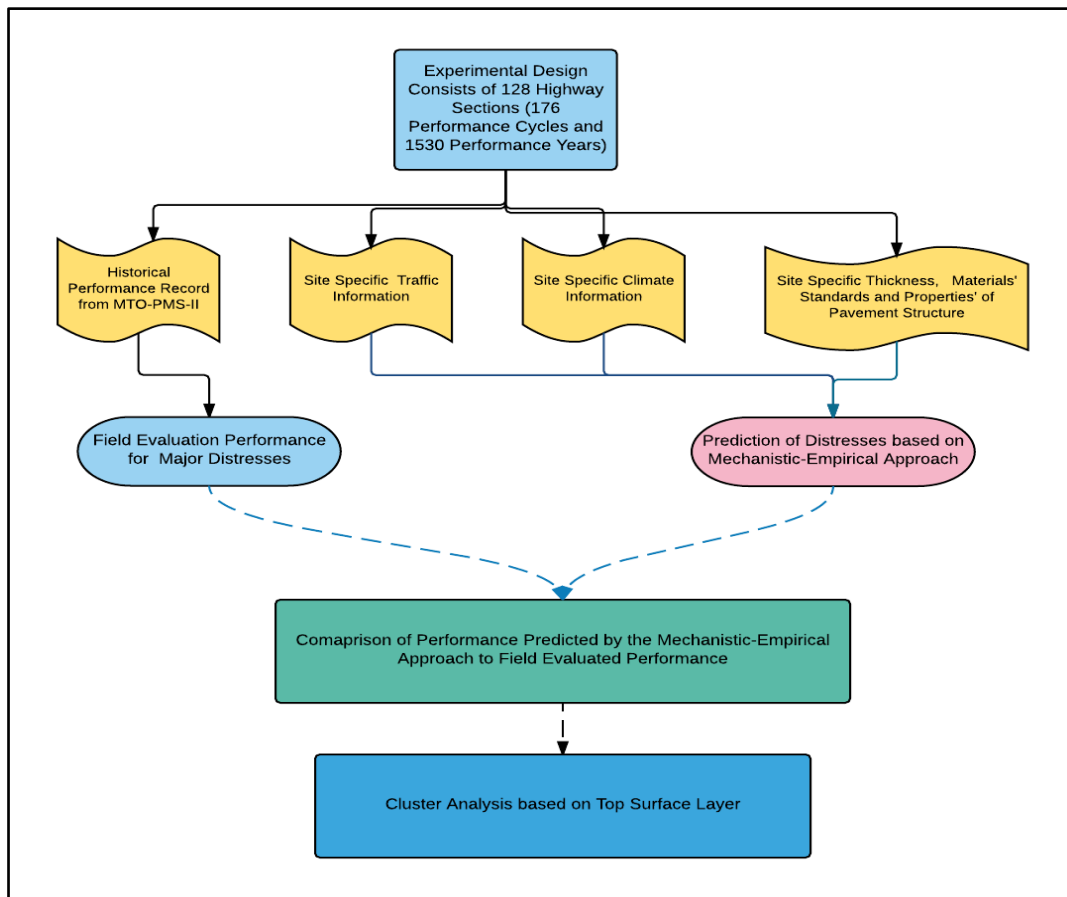 Experimental Design
Consists of 128 Highway
Sections (176
Performance Cycles and
1530 Performance Years)
Historical
Performance Record
from MTO-PMS-II
Site Specific Traffic
Information
Site Specific Climate
Information
Site Specific Thickness, Materials'
Standards and Properties' of
Pavement Structure
Field Evaluation Performance
for Major Distresses
Prediction of Distresses based on
Mechanistic-Empirical Approach
Comaprison of Performance Predicted by the Mechanistic-Empirical
Approach to Field Evaluated Performance
Cluster Analysis based on Top Surface Layer